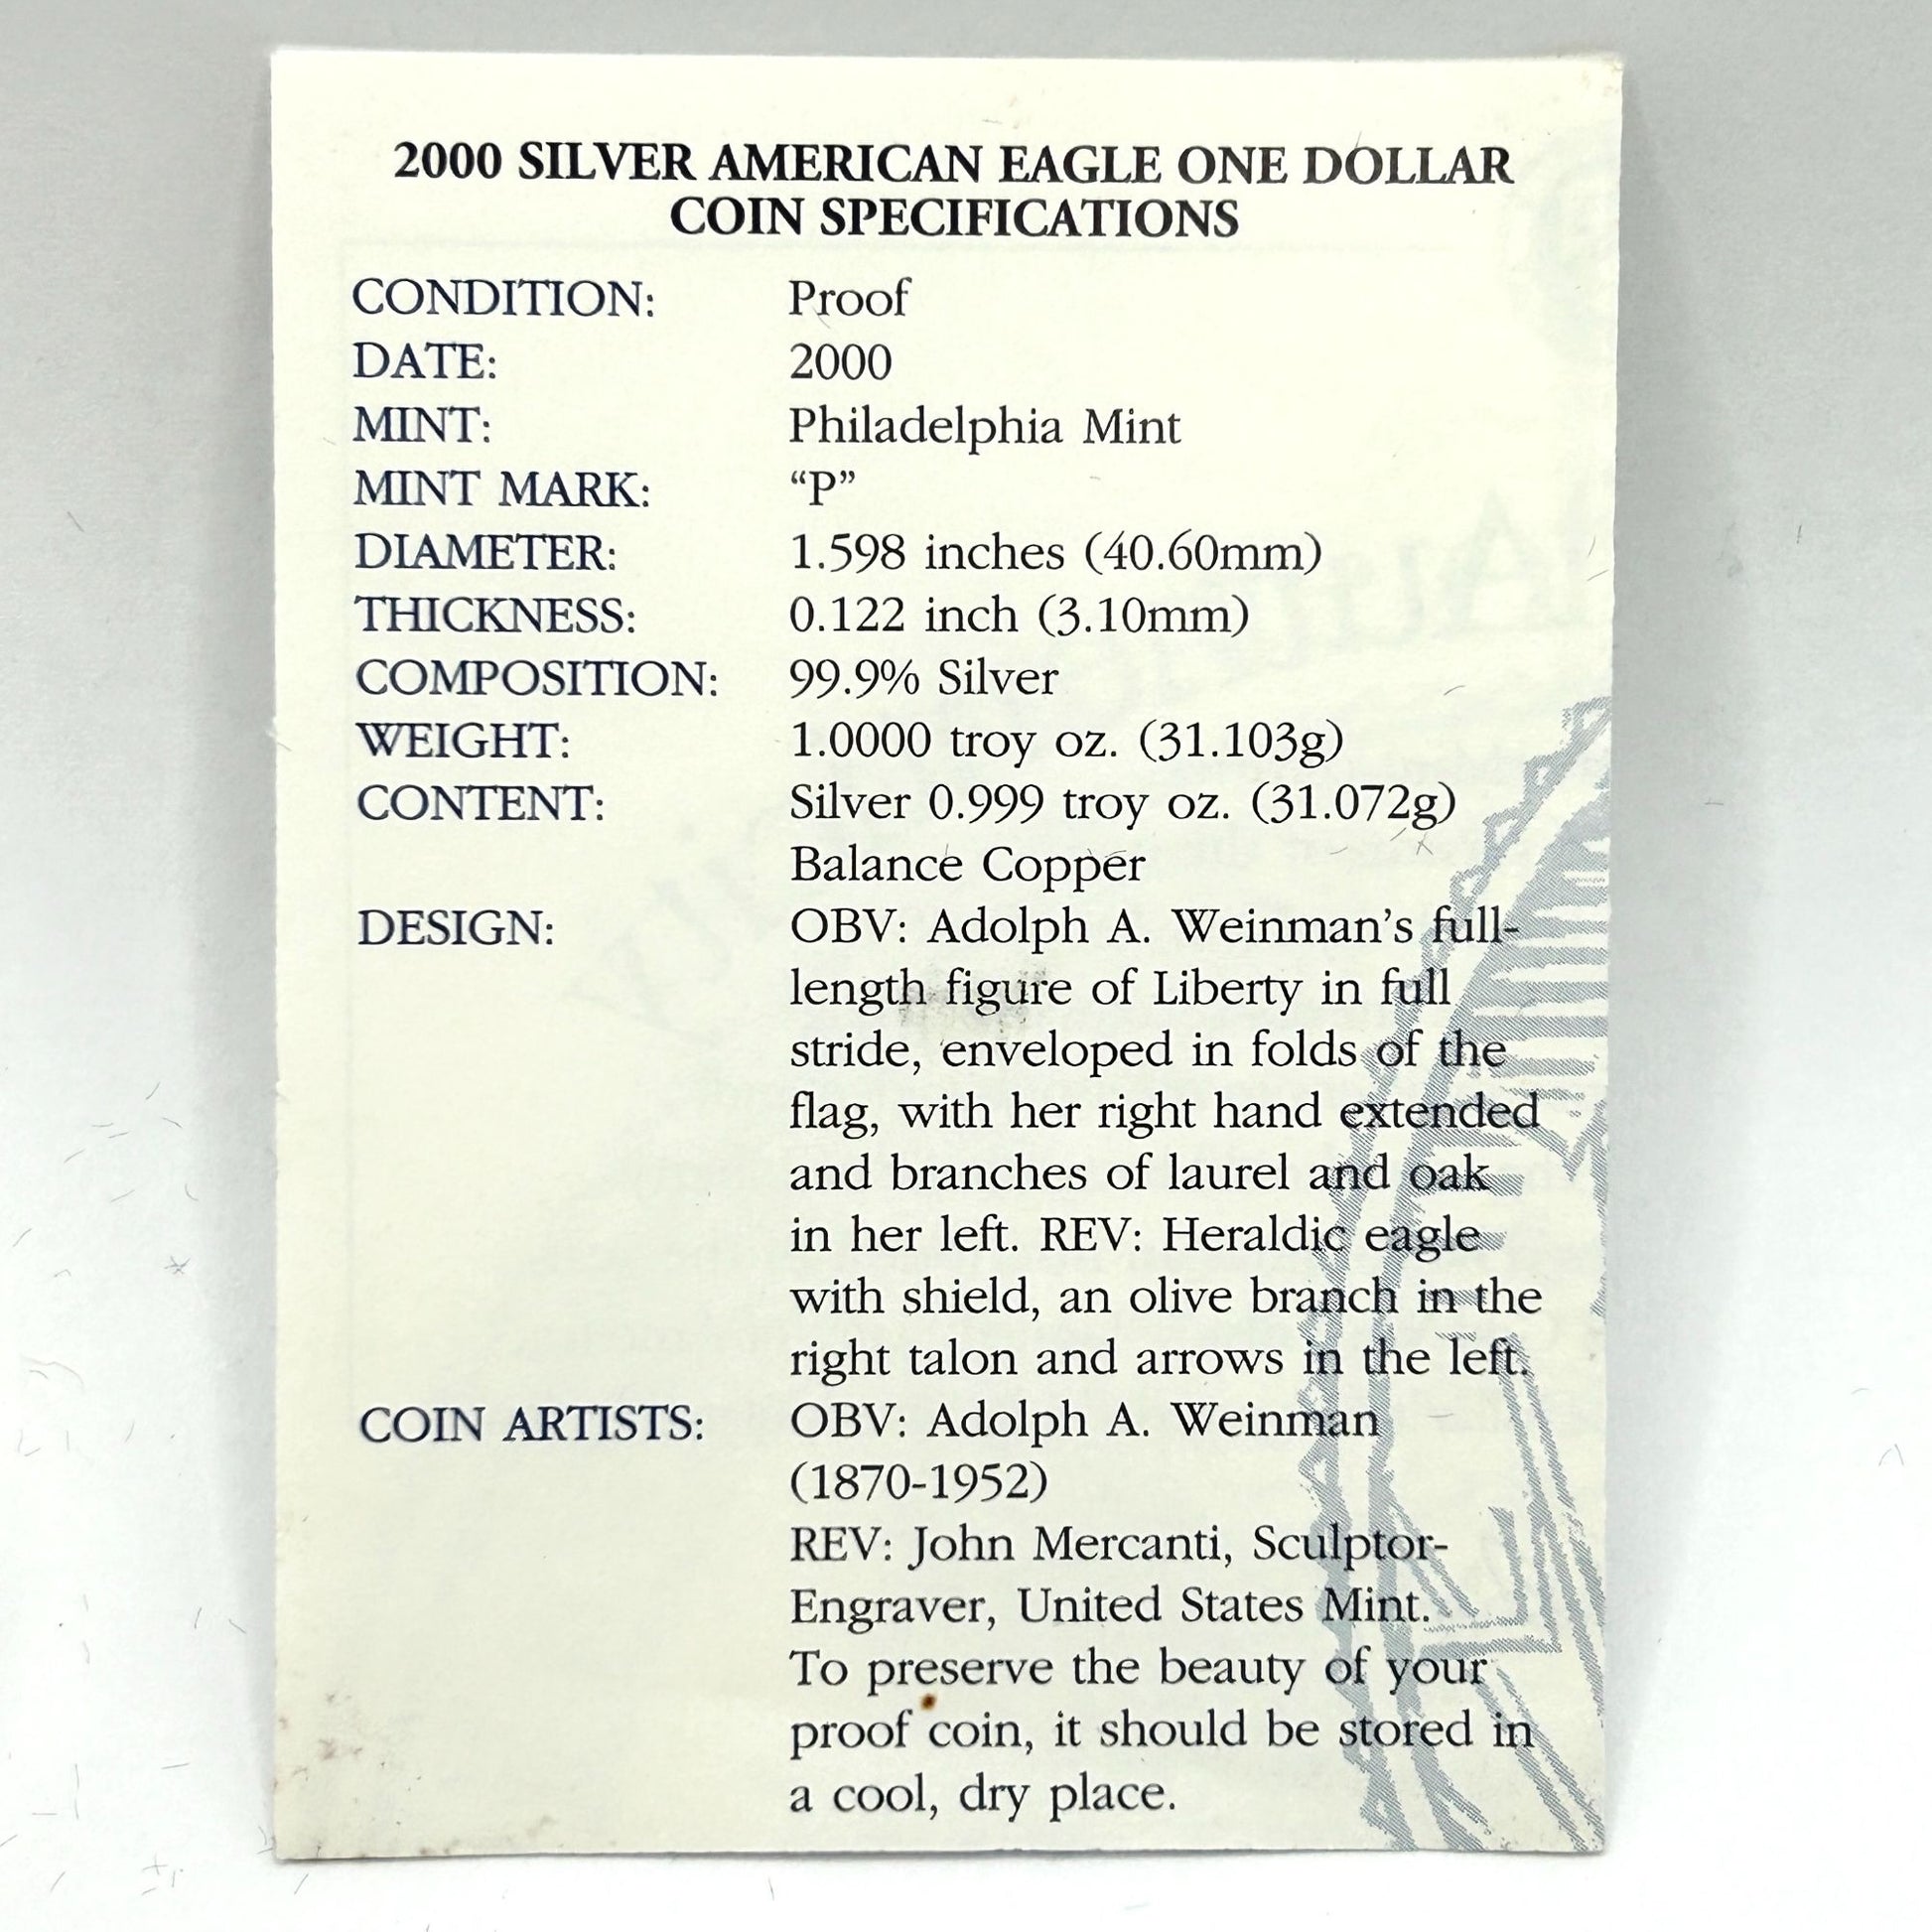 2000 SILVER AMERICAN EAGLE ONE DOLLAR
COIN SPECIFICATIONS
CONDITION: Proof
DATE: 2000
MINT: Philadelphia Mint
MINT MARK: “P”
DIAMETER: 1.598 inches (40.60mm)
THICKNESS: 0.122 inch (3.10mm)
COMPOSITION: 99.9% Silver
WEIGHT: 1.0000 troy oz. (31.103g)
CONTENT: Silver 0.999 troy oz. (31.072g)
Balance Copper
DESIGN: OBV: Adolph A. Weinman’s full-
length figure of Liberty in full
stride, enveloped in folds of the
flag, with her right hand extended
and branches of laurel and oak
in her left. REV: Heraldic eagle
with shield, an olive branch in the
right talon and arrows in the left.
COIN ARTISTS: OBV: Adolph A. Weinman
(1870-1952)
REV: John Mercanti, Sculptor-
Engraver, United States Mint.
To preserve the beauty of your
proof coin, it should be stored in
a cool, dry place.